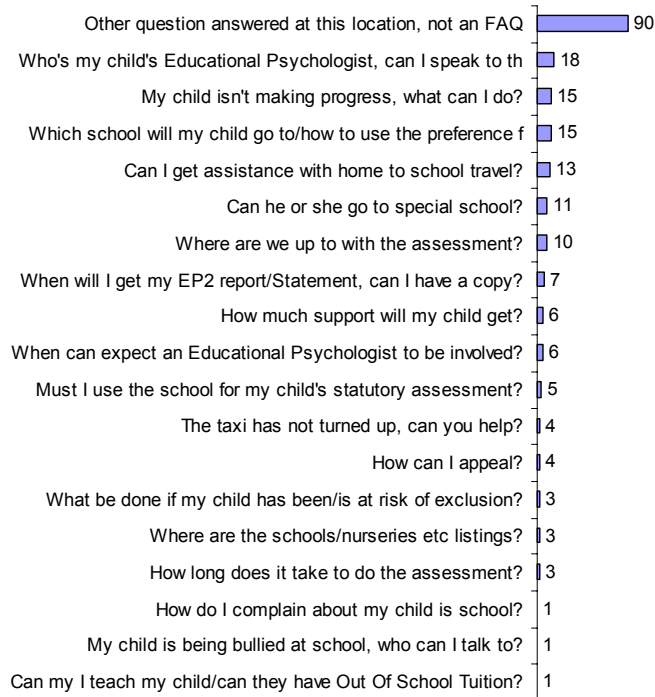 Other question answered at this location, not an FAQ 90
Who's my child's Educational Psychologist, can I speak to th 18
My child isn't making progress, what can I do? 15
Which school will my child go to/how to use the preference f 15
Can I get assistance with home to school travel? 13
Can he or she go to special school? 11
Where are we up to with the assessment? 10
When will I get my EP2 report/Statement, can I have a copy? 7
How much support will my child get? 6
When can expect an Educational Psychologist to be involved? 6
Must I use the school for my child's statutory assessment? 5
The taxi has not turned up, can you help? 4
How can I appeal? 4
What be done if my child has been/is at risk of exclusion? 3
Where are the schools/nurseries etc listings? 3
How long does it take to do the assessment? 3
How do I complain about my child is school? 1
My child is being bullied at school, who can I talk to? 1
Can my I teach my child/can they have Out Of School Tuition? 1